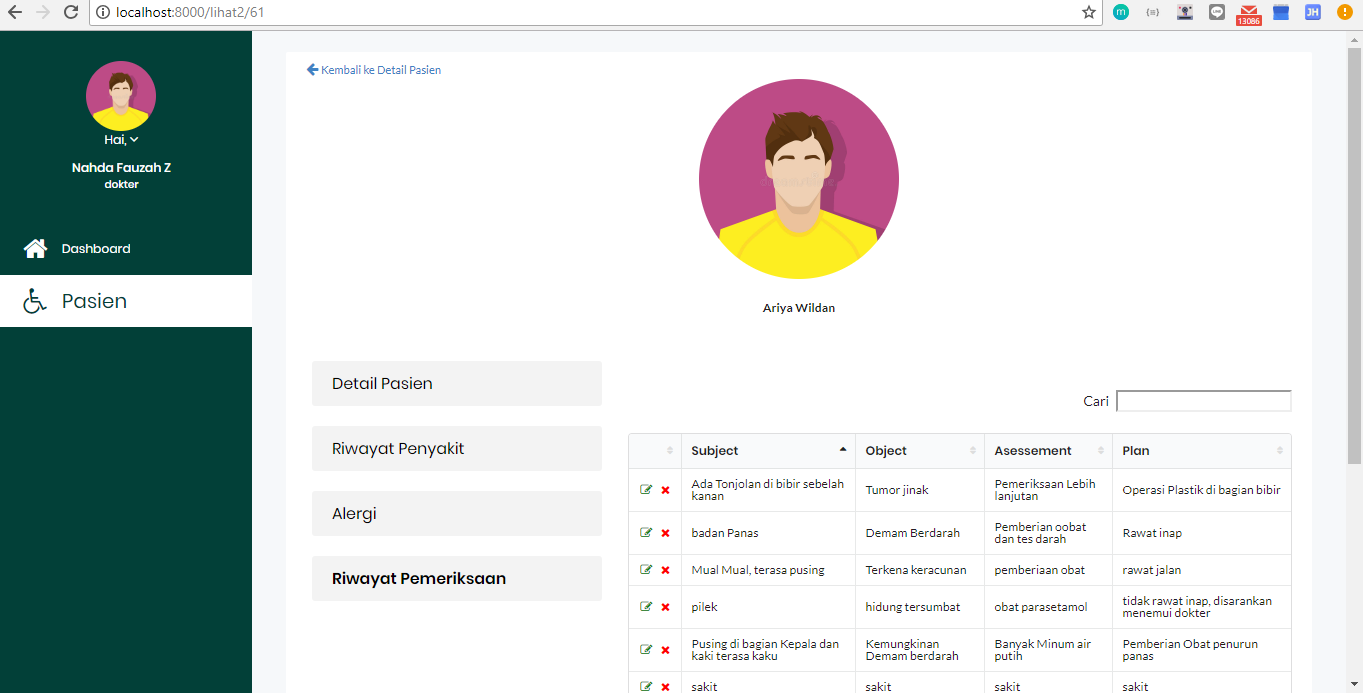 localhost:8000/lihat2/61
m
{s}
LINE
13086
JH
Kembali ke Detail Pasien
Hai,
Nahda Fauzah Z
dokter
Dashboard
Pasien
Ariya Wildan
Detail Pasien
Riwayat Penyakit
Alergi
Riwayat Pemeriksaan
Cari
Subject Object Asessement Plan
Ada Tonjolan di bibir sebelah
kanan
Tumor jinak
Pemeriksaan Lebih
lanjutan
Operasi Plastik di bagian bibir
badan Panas
Demam Berdarah
Pemberian oobat
dan tes darah
Rawat inap
Mual Mual, terasa pusing
Terkena keracunan
pemberiaan obat
rawat jalan
pilek
hidung tersumbat
obat parasetamol
tidak rawat inap, disarankan
menemui dokter
Pusing di bagian Kepala dan
kaki terasa kaku
Kemungkinan
Demam berdarah
Banyak Minum air
putih
Pemberian Obat penurun
panas
sakit
sakit
sakit
sakit